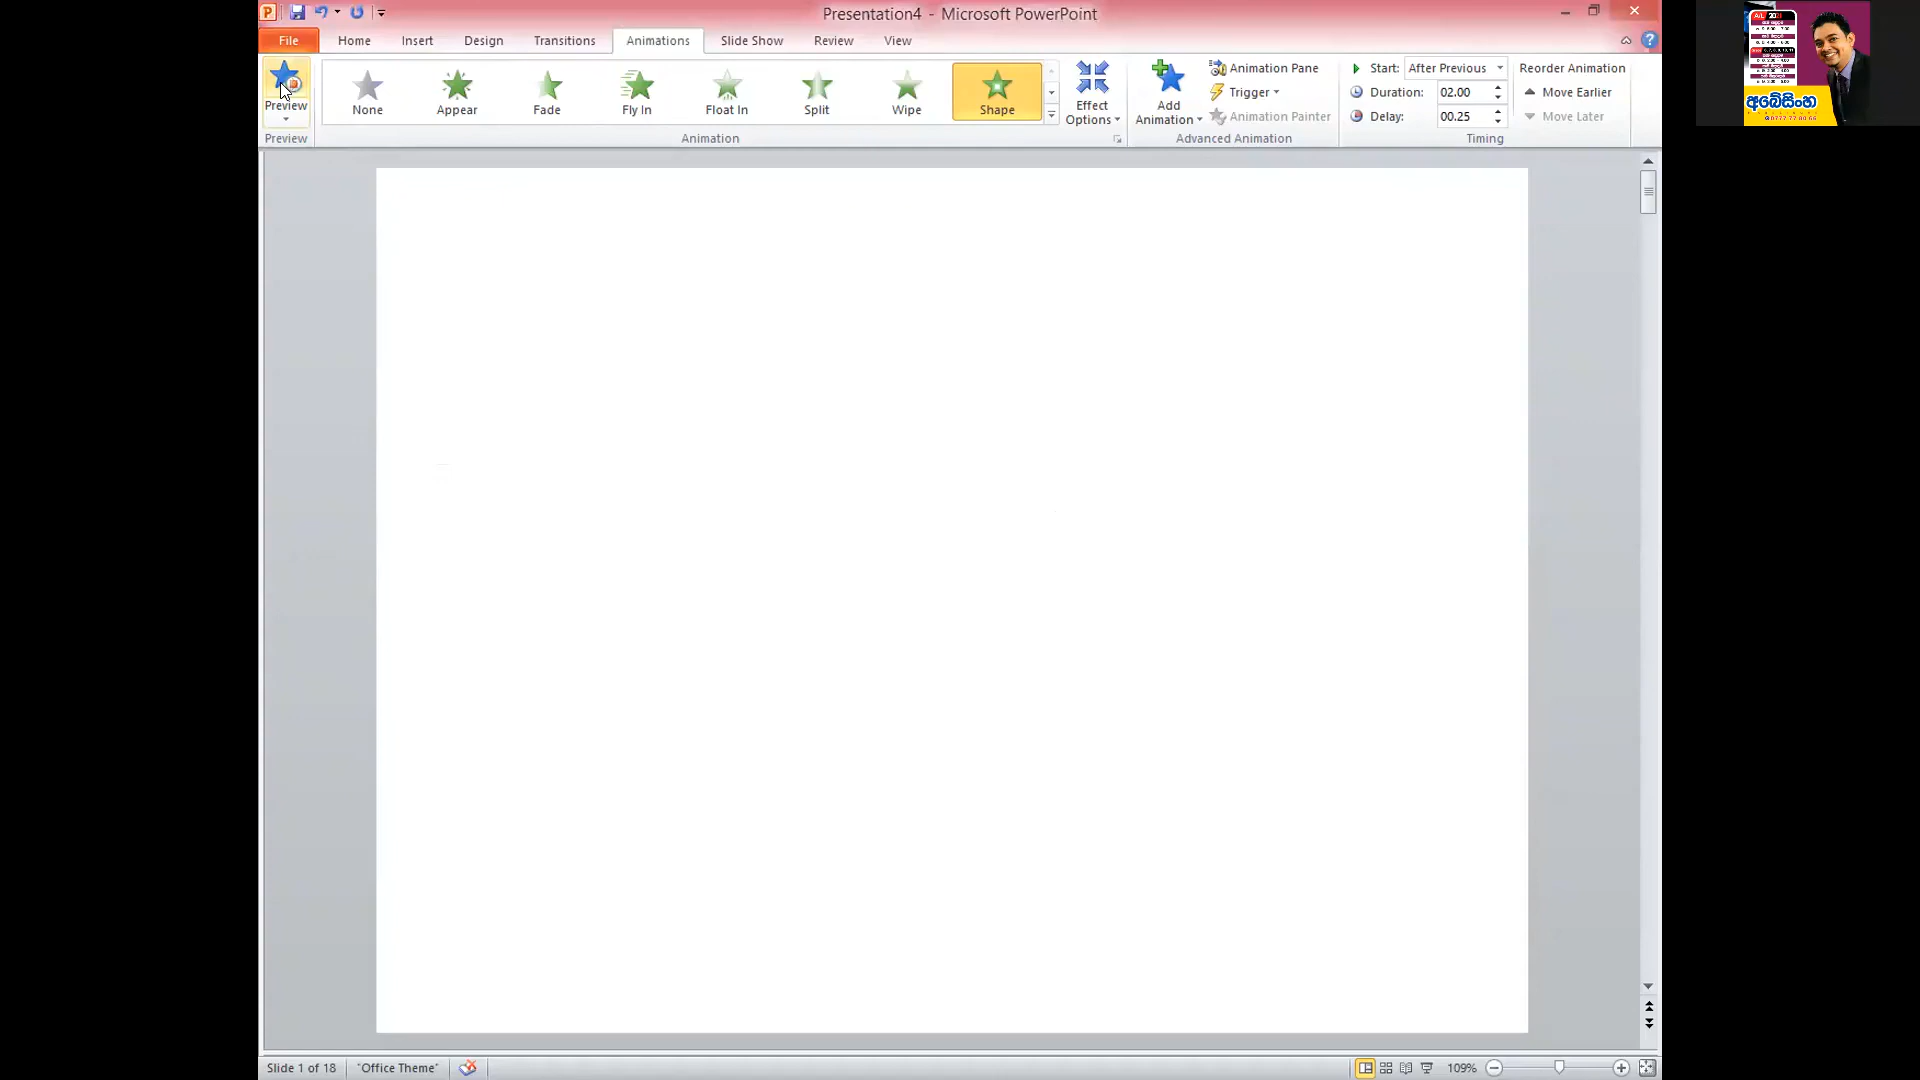 Presentation4 - Microsoft PowerPoint
File Home Insert Design Transitions Animations Slide Show Review View
Preview
None Appear Fade Fly In Float In Split Wipe Shape
Effect Options
Add Animation
Animation Pane
Trigger
Animation Painter
Start: After Previous
Duration: 02.00
Delay: 00.25
Reorder Animation
Move Earlier
Move Later
Preview Animation Advanced Animation Timing
A/L
අබේසිංහ
Slide 1 of 18 "Office Theme" 109%